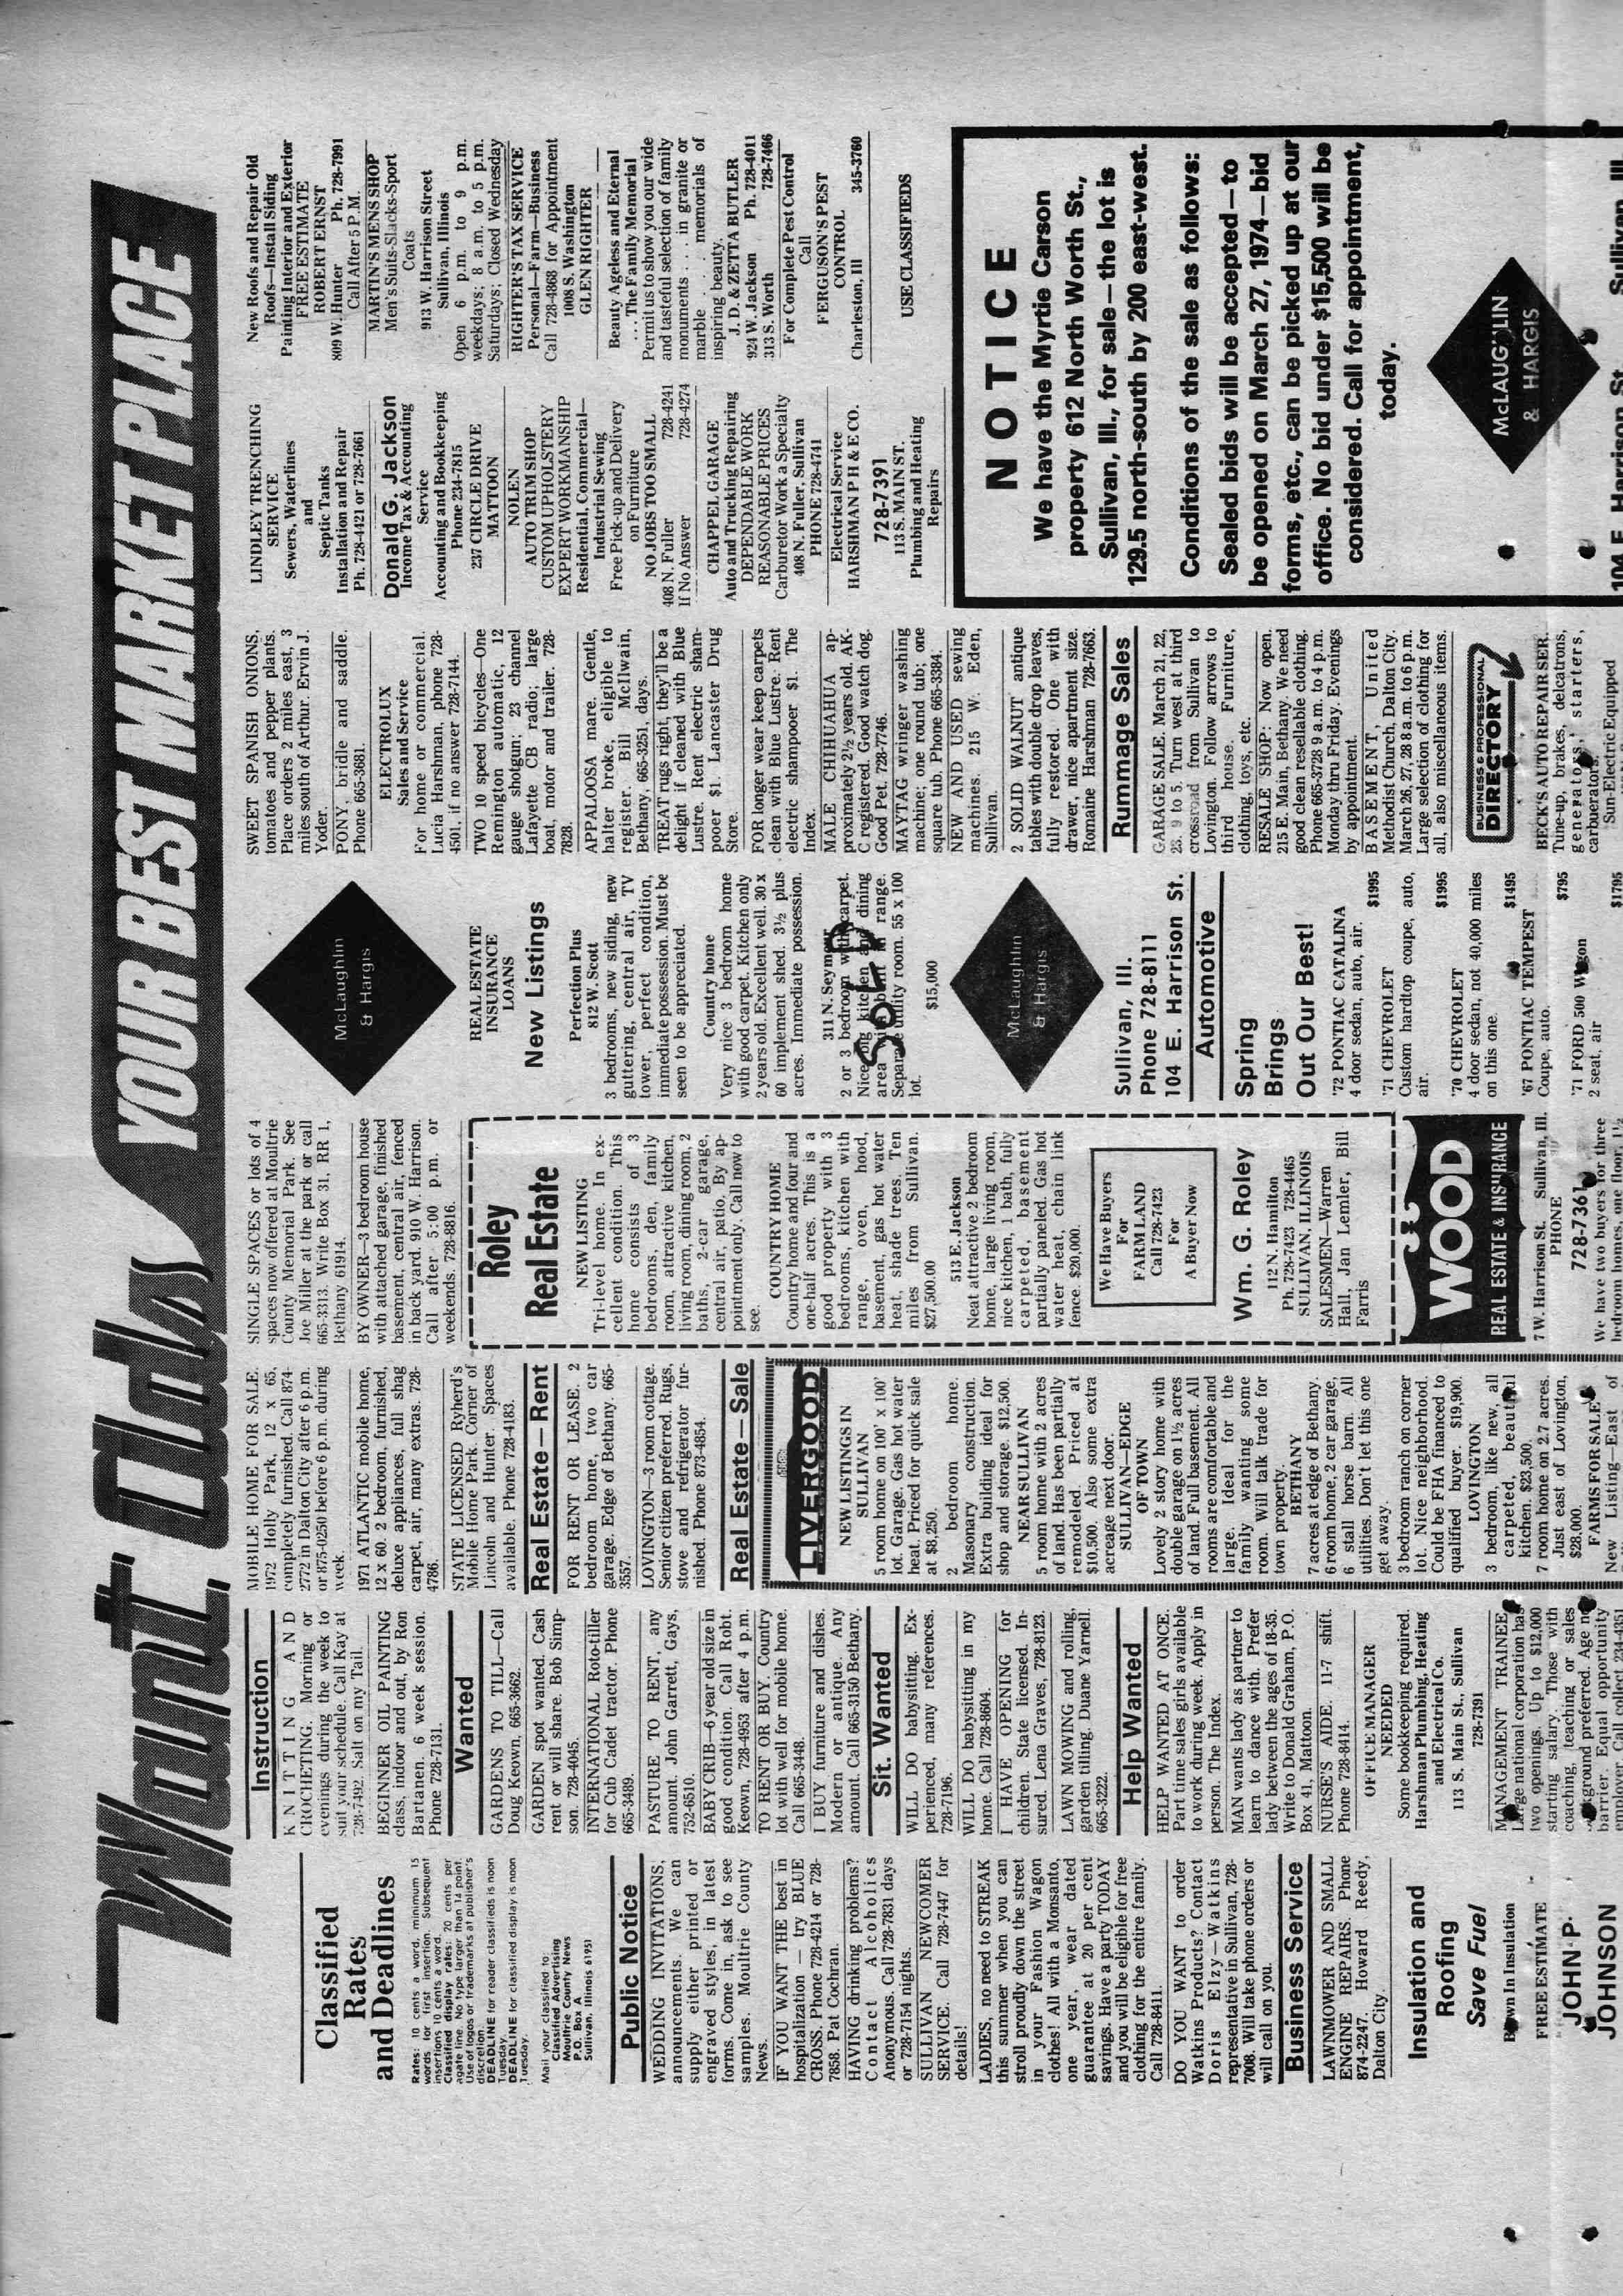 Want Ads YOUR BEST MARKET PLACE
Classified
Rates
and Deadlines
Rates: 10 cents a word, minimum 15
words for first insertion. Subsequent
insertions 10 cents a word.
Classified display rates: 20 cents per
agate line. No type larger than 14 point.
Use of logos or trademarks at publisher's
discretion.
DEADLINE for reader classifieds is noon
Tuesday.
DEADLINE for classified display is noon
Tuesday.
Mail your classified to:
Classified Advertising
Moultrie County News
P.O. Box A
Sullivan, Illinois 61951
Public Notice
WEDDING INVITATIONS,
announcements. We can
supply either printed or
engraved styles, in latest
forms. Come in, ask to see
samples. Moultrie County
News.
IF YOU WANT THE best in
hospitalization — try BLUE
CROSS. Phone 728-4214 or 728-
7658. Pat Cochran.
HAVING drinking problems?
Contact Alcoholics
Anonymous. Call 728-7831 days
or 728-7154 nights.
SULLIVAN NEWCOMER
SERVICE. Call 728-7447 for
details!
LADIES, no need to STREAK
this summer when you can
stroll proudly down the street
in your Fashion Wagon
clothes! All with a Monsanto,
one year, wear dated
guarantee at 20 per cent
savings. Have a party TODAY
and you will be eligible for free
clothing for the entire family.
Call 728-8411.
DO YOU WANT to order
Watkins Products? Contact
Doris Elzy—Watkins
representative in Sullivan, 728-
7008. Will take phone orders or
will call on you.
Business Service
LAWNMOWER AND SMALL
ENGINE REPAIRS. Phone
874-2247. Howard Reedy,
Dalton City.
Insulation and
Roofing
Save Fuel
Blown In Insulation
FREE ESTIMATE
JOHN P.
JOHNSON
Instruction
KNITTING AND
CROCHETING. Morning or
evenings during the week to
suit your schedule. Call Kay at
728-7492. Salt on my Tail.
BEGINNER OIL PAINTING
class, indoor and out, by Ron
Bartanen. 6 week session.
Phone 728-7131.
Wanted
GARDENS TO TILL—Call
Doug Keown, 665-3662.
GARDEN spot wanted. Cash
rent or will share. Bob Simp-
son. 728-4045.
INTERNATIONAL Roto-tiller
for Cub Cadet tractor. Phone
665-3489.
PASTURE TO RENT, any
amount. John Garrett, Gays,
752-6510.
BABY CRIB—6 year old size in
good condition. Call Robt.
Keown, 728-4953 after 4 p.m.
TO RENT OR BUY. Country
lot with well for mobile home.
Call 665-3448.
I BUY furniture and dishes.
Modern or antique. Any
amount. Call 665-3150 Bethany.
Sit. Wanted
WILL DO babysitting. Ex-
perienced, many references.
728-7196.
WILL DO babysitting in my
home. Call 728-8604.
I HAVE OPENING for
children. State licensed. In-
sured. Lena Graves, 728-8123.
LAWN MOWING and rolling,
garden tilling. Duane Yarnell.
665-3222.
Help Wanted
HELP WANTED AT ONCE.
Part time sales girls available
to work during week. Apply in
person. The Index.
MAN wants lady as partner to
learn to dance with. Prefer
lady between the ages of 18-35.
Write to Donald Graham, P.O.
Box 41, Mattoon.
NURSE'S AIDE. 11-7 shift.
Phone 728-8414.
OFFICE MANAGER
NEEDED
Some bookkeeping required.
Harshman Plumbing, Heating
and Electrical Co.
113 S. Main St., Sullivan
728-7391
MANAGEMENT TRAINEE
Large national corporation has
two openings. Up to $12,000
starting salary. Those with
coaching, teaching or sales
background preferred. Age no
barrier. Equal opportunity
employer. Call collect 234-4351
MOBILE HOME FOR SALE.
1972 Holly Park, 12 x 65,
completely furnished. Call 874-
2772 in Dalton City after 6 p.m.
or 875-0250 before 6 p.m. during
week.
1971 ATLANTIC mobile home,
12 x 60. 2 bedroom, furnished,
deluxe appliances, full shag
carpet, air, many extras. 728-
4786.
STATE LICENSED Ryherd's
Mobile Home Park. Corner of
Lincoln and Hunter. Spaces
available. Phone 728-4183.
Real Estate—Rent
FOR RENT OR LEASE. 2
bedroom home, two car
garage. Edge of Bethany. 665-
3557.
LOVINGTON—3 room cottage.
Senior citizen preferred. Rugs,
stove and refrigerator fur-
nished. Phone 873-4854.
Real Estate—Sale
LIVERGOOD
NEW LISTINGS IN
SULLIVAN
5 room home on 100' x 100'
lot. Garage. Gas hot water
heat. Priced for quick sale
at $8,250.
2 bedroom home.
Masonary construction.
Extra building ideal for
shop and storage. $12,500.
NEAR SULLIVAN
5 room home with 2 acres
of land. Has been partially
remodeled. Priced at
$10,500. Also some extra
acreage next door.
SULLIVAN—EDGE
OF TOWN
Lovely 2 story home with
double garage on 1½ acres
of land. Full basement. All
rooms are comfortable and
large. Ideal for the
family wanting some
room. Will talk trade for
town property.
BETHANY
7 acres at edge of Bethany.
6 room home, 2 car garage,
6 stall horse barn. All
utilities. Don't let this one
get away.
3 bedroom ranch on corner
lot. Nice neighborhood.
Could be FHA financed to
qualified buyer. $19,900.
LOVINGTON
3 bedroom, like new, all
carpeted, beautiful
kitchen. $23,500.
7 room home on 2.7 acres.
Just east of Lovington,
$28,000.
FARMS FOR SALE
New Listing—East of
SINGLE SPACES or lots of 4
spaces now offered at Moultrie
County Memorial Park. See
Joe Miller at the park or call
665-3313. Write Box 31, RR 1,
Bethany 61914.
BY OWNER—3 bedroom house
with attached garage, finished
basement, central air, fenced
in back yard. 910 W. Harrison.
Call after 5:00 p.m. or
weekends. 728-8816.
Roley
Real Estate
NEW LISTING
Tri-level home. In ex-
cellent condition. This
home consists of 3
bedrooms, den, family
room, attractive kitchen,
living room, dining room, 2
baths, 2-car garage,
central air, patio. By ap-
pointment only. Call now to
see.
COUNTRY HOME
Country home and four and
one-half acres. This is a
good property with 3
bedrooms, kitchen with
range, oven, hood,
basement, gas hot water
heat, shade trees. Ten
miles from Sullivan.
$27,500.00
513 E. Jackson
Neat attractive 2 bedroom
home, large living room,
nice kitchen, 1 bath, fully
carpeted, basement
partially paneled. Gas hot
water heat, chain link
fence. $20,000.
We Have Buyers
For
FARM LAND
Call 728-7423
For
A Buyer Now
Wm. G. Roley
112 N. Hamilton
Ph. 728-7423 728-4465
SULLIVAN, ILLINOIS
SALESMEN—Warren
Hall, Jan Lemler, Bill
Farris
WOOD
REAL ESTATE & INSURANCE
7 W. Harrison St. Sullivan, Ill.
PHONE
728-7361
We have two buyers for three
bedroom homes, on floor, 1½
McLaughlin
& Hargis
REAL ESTATE
INSURANCE
LOANS
New Listings
Perfection Plus
812 W. Scott
3 bedrooms, new siding, new
guttering, central air, TV
tower, perfect condition,
immediate possession. Must be
seen to be appreciated.
Country home
Very nice 3 bedroom home
with good carpet. Kitchen only
2 years old. Excellent well. 30 x
60 implement shed. 3½ plus
acres. Immediate possession.
311 N. Seymour
2 or 3 bedroom with carpet.
Nice big kitchen and dining
area with built in range.
Separate utility room. 55 x 100
lot.
$15,000
SOLD
McLaughlin
& Hargis
Sullivan, Ill.
Phone 728-8111
104 E. Harrison St.
Automotive
Spring
Brings
Out Our Best!
'72 PONTIAC CATALINA
4 door sedan, auto, air.
$1995
'71 CHEVROLET
Custom hardtop coupe, auto,
air.
$1995
'70 CHEVROLET
4 door sedan, not 40,000 miles
on this one.
$1495
'67 PONTIAC TEMPEST
Coupe, auto.
$795
'71 FORD 500 Wagon
2 seat, air
$1795
SWEET SPANISH ONIONS,
tomatoes and pepper plants.
Place orders 2 miles east, 3
miles south of Arthur. Ervin J.
Yoder.
PONY, bridle and saddle.
Phone 665-3681.
ELECTROLUX
Sales and Service
For home or commercial.
Lucia Harshman, phone 728-
4501, if no answer 728-7144.
TWO 10 speed bicycles—One
Remington automatic, 12
gauge shotgun; 23 channel
Lafayette CB radio; large
boat, motor and trailer. 728-
7828.
APPALOOSA mare. Gentle,
halter broke, eligible to
register. Bill McIlwain,
Bethany, 665-3251, days.
TREAT rugs right, they'll be a
delight if cleaned with Blue
Lustre. Rent electric sham-
pooer $1. Lancaster Drug
Store.
FOR longer wear keep carpets
clean with Blue Lustre. Rent
electric shampooer $1. The
Index.
MALE CHIHUAHUA ap-
proximately 2½ years old. AK-
C registered. Good watch dog.
Good Pet. 728-7746.
MAYTAG wringer washing
machine; one round tub; one
square tub. Phone 665-3384.
NEW AND USED sewing
machines. 215 W. Eden,
Sullivan.
2 SOLID WALNUT antique
tables with double drop leaves,
fully restored. One with
drawer, nice apartment size.
Romaine Harshman 728-7663.
Rummage Sales
GARAGE SALE. March 21, 22,
23. 9 to 5. Turn west at third
crossroad from Sullivan to
Lovington. Follow arrows to
third house. Furniture,
clothing, toys, etc.
RESALE SHOP: Now open.
215 E. Main, Bethany. We need
good clean resellable clothing.
Phone 665-3728 9 a.m. to 4 p.m.
Monday thru Friday. Evenings
by appointment.
BASEMENT, United
Methodist Church, Dalton City.
March 26, 27, 28 8 a.m. to 6 p.m.
Large selection of clothing for
all, also miscellaneous items.
BUSINESS & PROFESSIONAL
DIRECTORY
BECK'S AUTO REPAIR SER.
Tune-up, brakes, delcatrons,
generators, starters,
carbuerators.
Sun-Electric Equipped
LINDLEY TRENCHING
SERVICE
Sewers, Waterlines
and
Septic Tanks
Installation and Repair
Ph. 728-4421 or 728-7661
Donald G. Jackson
Income Tax & Accounting
Service
Accounting and Bookkeeping
Phone 234-7815
237 CIRCLE DRIVE
MATTOON
NOLEN
AUTO TRIM SHOP
CUSTOM UPHOLSTERY
EXPERT WORKMANSHIP
Residential, Commercial—
Industrial Sewing
Free Pick-up and Delivery
on Furniture
NO JOBS TOO SMALL
408 N. Fuller 728-4241
If No Answer 728-4274
CHAPPEL GARAGE
Auto and Trucking Repairing
DEPENDABLE WORK
REASONABLE PRICES
Carburetor Work a Specialty
408 N. Fuller, Sullivan
PHONE 728-4741
Electrical Service
HARSHMAN P H & E CO.
728-7391
113 S. MAIN ST.
Plumbing and Heating
Repairs
New Roofs and Repair Old
Roofs—Install Siding
Painting Interior and Exterior
FREE ESTIMATE
ROBERT ERNST
809 W. Hunter Ph. 728-7991
Call After 5 P.M.
MARTIN'S MENS SHOP
Men's Suits-Slacks-Sport
Coats
913 W. Harrison Street
Sullivan, Illinois
Open 6 p.m. to 9 p.m.
weekdays; 8 a.m. to 5 p.m.
Saturdays; Closed Wednesday
RIGHTER'S TAX SERVICE
Personal—Farm—Business
Call 728-4868 for Appointment
1008 S. Washington
GLEN RIGHTER
Beauty Ageless and Eternal
. . . The Family Memorial
Permit us to show you our wide
and tasteful selection of family
monuments . . . in granite or
marble . . . memorials of
inspiring beauty.
J. D. & ZETTA BUTLER
924 W. Jackson Ph. 728-4011
313 S. Worth 728-7466
For Complete Pest Control
Call
FERGUSON'S PEST
CONTROL
Charleston, Ill 345-3760
USE CLASSIFIEDS
NOTICE
We have the Myrtie Carson
property 612 North Worth St.,
Sullivan, Ill., for sale—the lot is
129.5 north-south by 200 east-west.
Conditions of the sale as follows:
Sealed bids will be accepted—to
be opened on March 27, 1974—bid
forms, etc., can be picked up at our
office. No bid under $15,500 will be
considered. Call for appointment,
today.
McLAUGHLIN
& HARGIS
104 E. Harrison St. Sullivan, Ill.